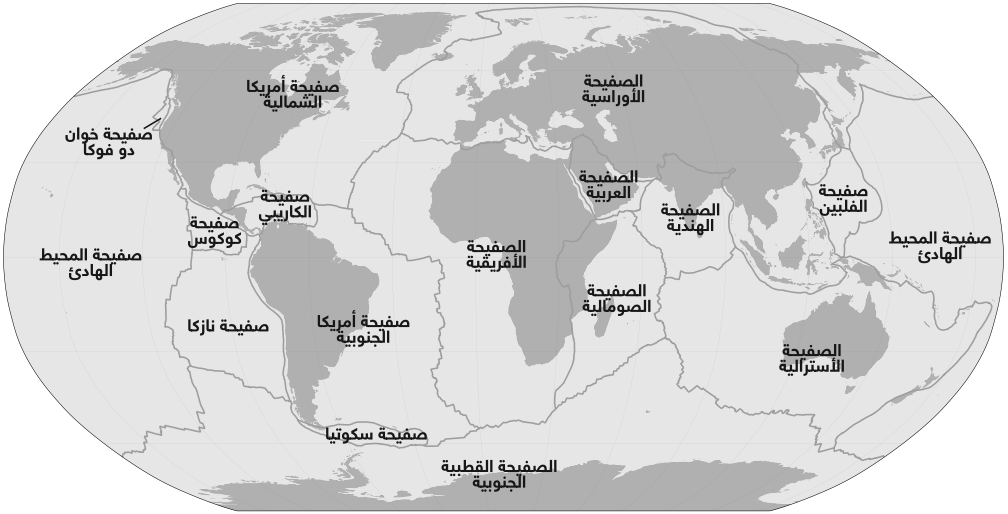 صفيحة أمريكا
الشمالية
الصفيحة
الأوراسية
صفيحة خوان
دو فوكا
الصفيحة
العربية
صفيحة
الفلبين
صفيحة
الكاريبي
الصفيحة
الهندية
صفيحة
كوكوس
صفيحة المحيط
الهادئ
الصفيحة
الأفريقية
صفيحة المحيط
الهادئ
الصفيحة
الصومالية
صفيحة نازكا
صفيحة أمريكا
الجنوبية
الصفيحة
الأسترالية
صفيحة سكوتيا
الصفيحة القطبية
الجنوبية